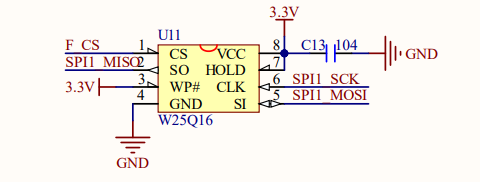 3.3V
U11
F_CS 1 CS VCC 8 C13 104 GND
SPI1_MISO 2 SO HOLD 7
3.3V 3 WP# CLK 6 SPI1_SCK
4 GND SI 5 SPI1_MOSI
W25Q16
GND